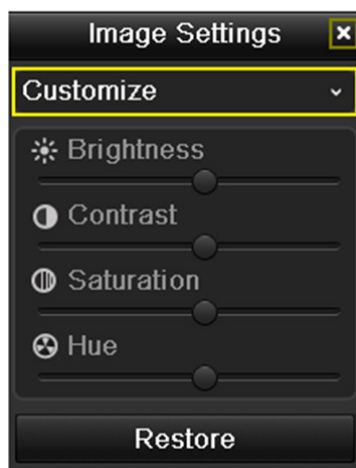 Image Settings
Customize
Brightness
Contrast
Saturation
Hue
Restore